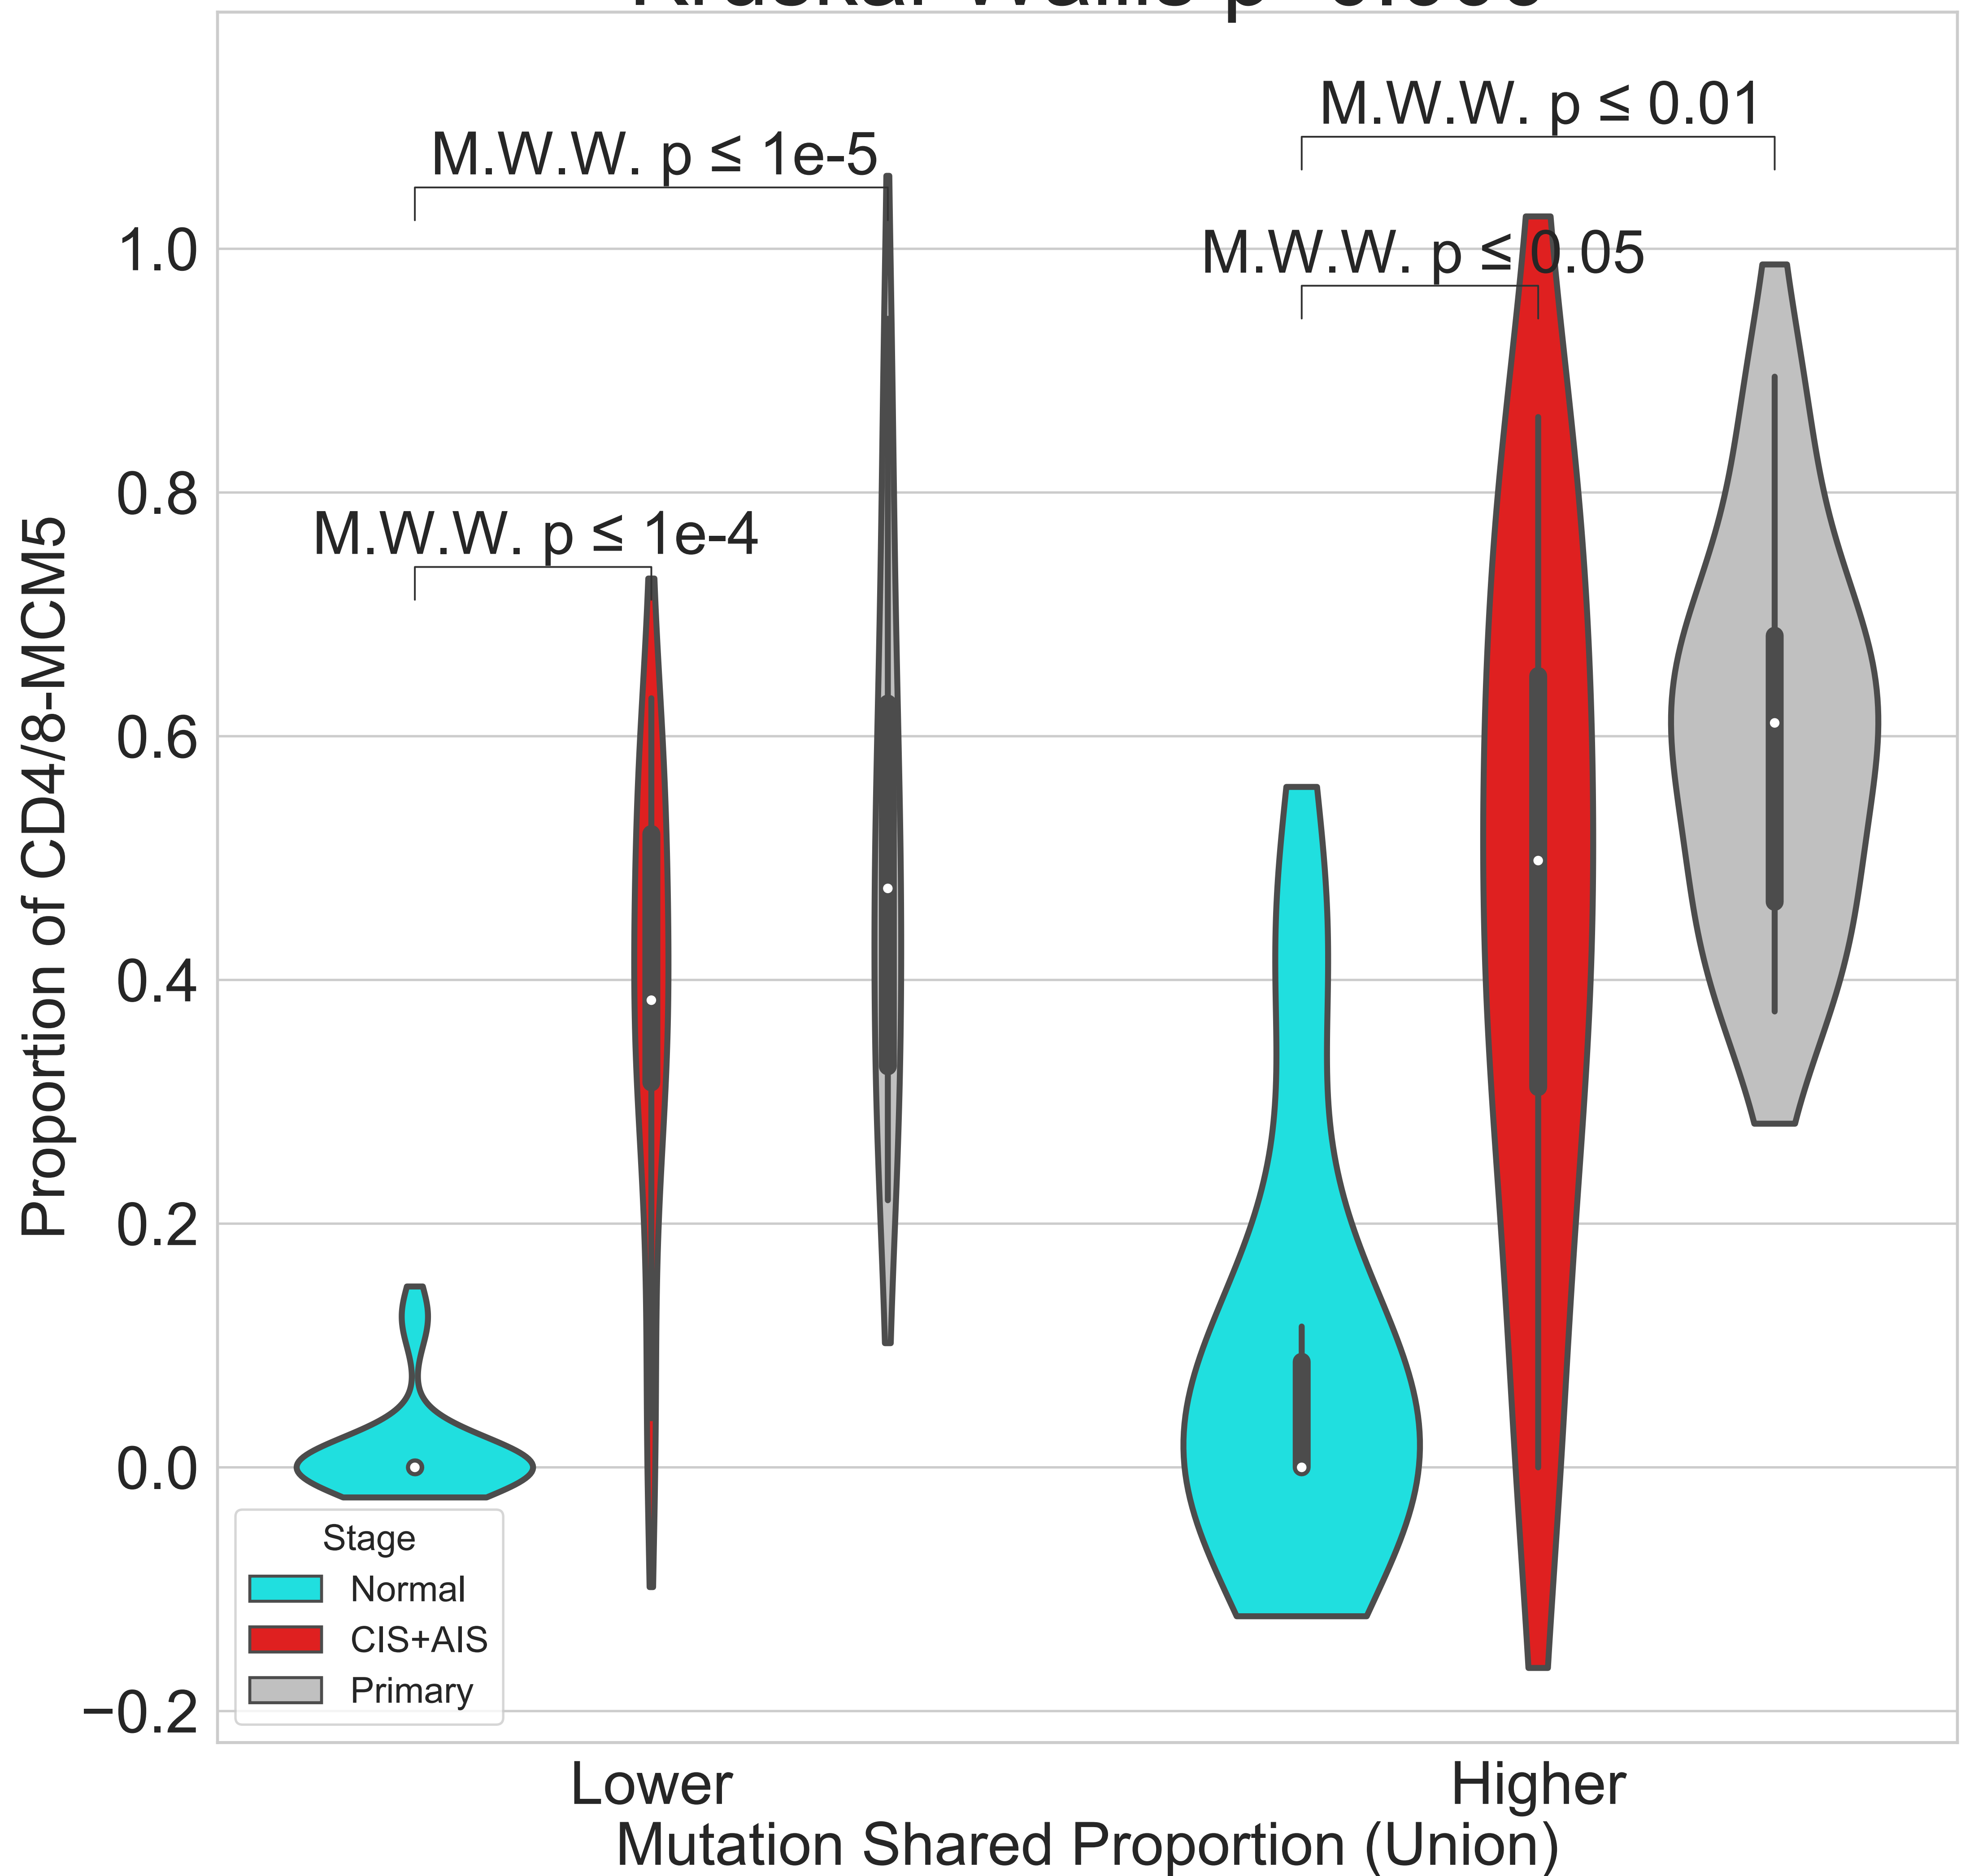 M.W.W. p ≤ 0.01
M.W.W. p ≤ 1e-5
M.W.W. p ≤ 0.05
M.W.W. p ≤ 1e-4
Proportion of CD4/8-MCM5
1.0
0.8
0.6
0.4
0.2
0.0
−0.2
Stage
Normal
CIS+AIS
Primary
Lower
Higher
Mutation Shared Proportion (Union)